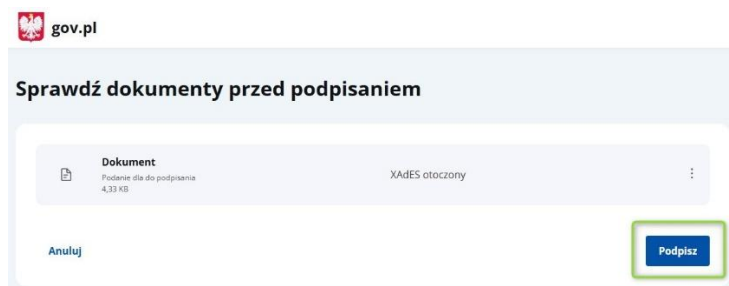 gov.pl
Sprawdź dokumenty przed podpisaniem
Dokument
Podanie dla do podpisania
4,33 KB
XAdES otoczony
Anuluj
Podpisz